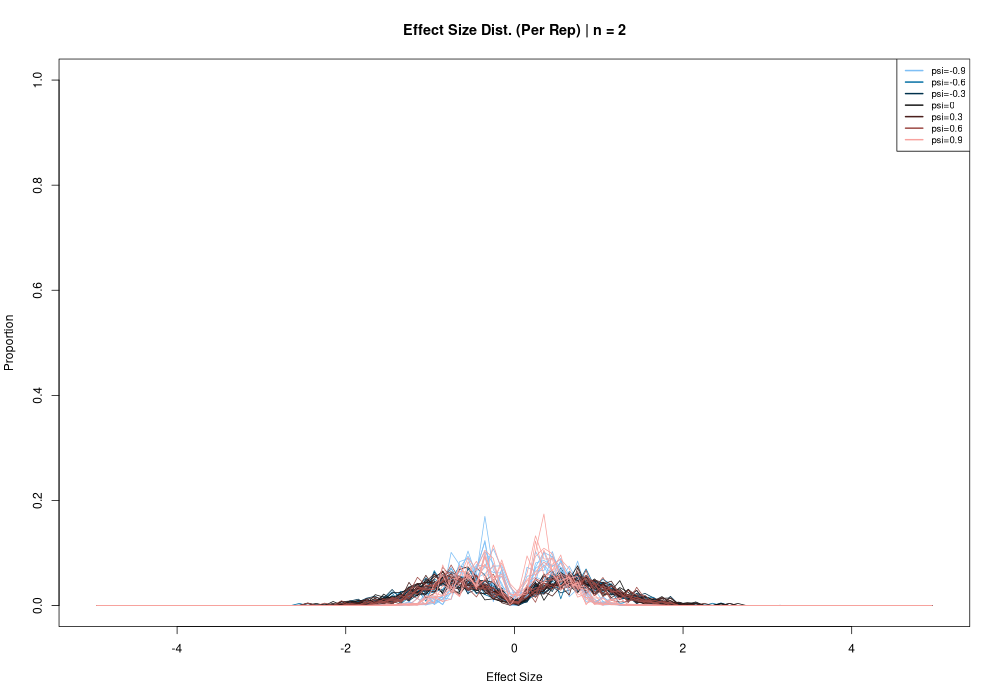 Effect Size Dist. (Per Rep) | n = 2
psi=-0.9
psi=-0.6
psi=-0.3
psi=0
psi=0.3
psi=0.6
psi=0.9
1.0
0.8
0.6
0.4
0.2
0.0
Proportion
-4 -2 0 2 4
Effect Size